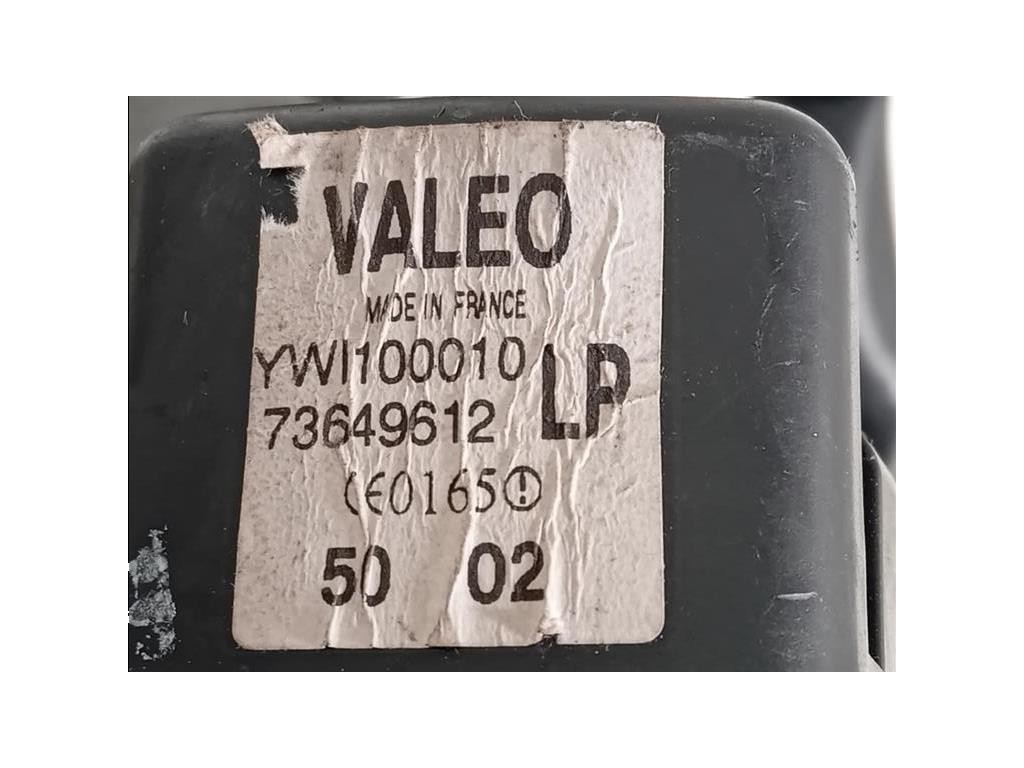 VALEO
MADE IN FRANCE
YWI100010
73649612 LP
CE0165
50 02